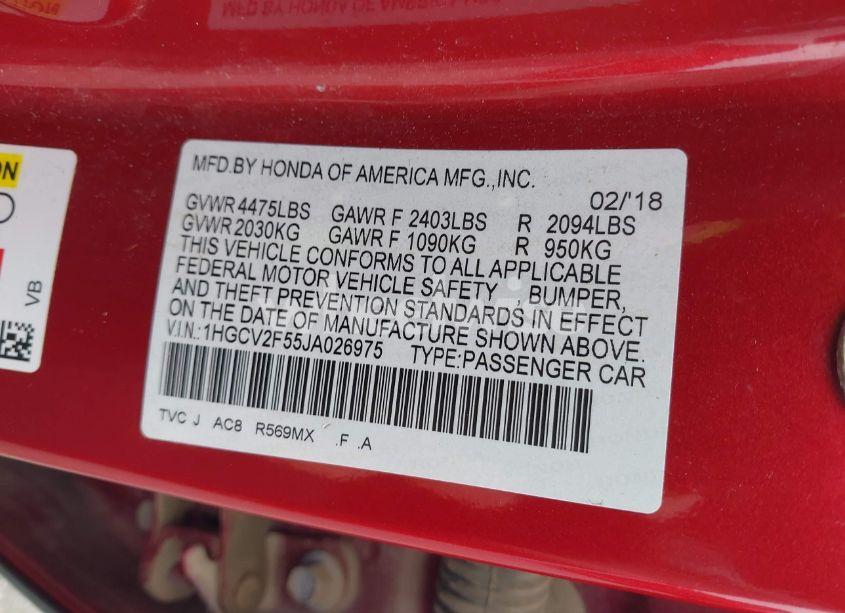 MFD.BY HONDA OF AMERICA MFG.,INC.
02/'18
GVWR 4475LBS GAWR F 2403LBS R 2094LBS
GVWR 2030KG GAWR F 1090KG R 950KG
THIS VEHICLE CONFORMS TO ALL APPLICABLE
FEDERAL MOTOR VEHICLE SAFETY , BUMPER,
AND THEFT PREVENTION STANDARDS IN EFFECT
ON THE DATE OF MANUFACTURE SHOWN ABOVE.
V.I.N.:1HGCV2F55JA026975 TYPE:PASSENGER CAR
TVC J AC8 R569MX .F .A
VB